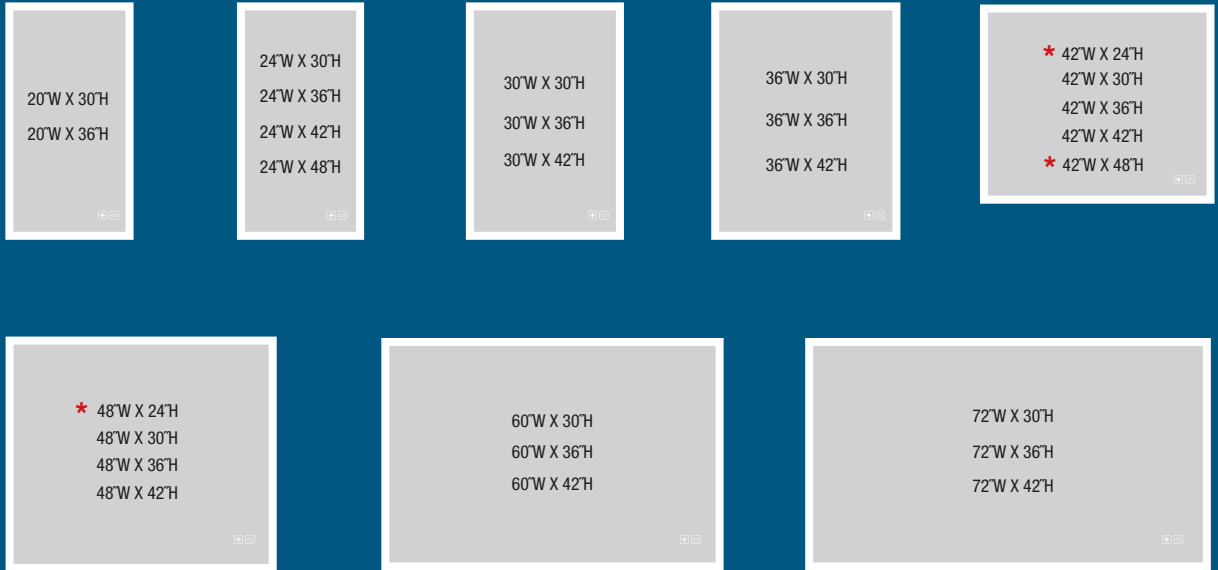 20˝W X 30˝H
20˝W X 36˝H
24˝W X 30˝H
24˝W X 36˝H
24˝W X 42˝H
24˝W X 48˝H
30˝W X 30˝H
30˝W X 36˝H
30˝W X 42˝H
36˝W X 30˝H
36˝W X 36˝H
36˝W X 42˝H
* 42˝W X 24˝H
42˝W X 30˝H
42˝W X 36˝H
42˝W X 42˝H
* 42˝W X 48˝H
* 48˝W X 24˝H
48˝W X 30˝H
48˝W X 36˝H
48˝W X 42˝H
60˝W X 30˝H
60˝W X 36˝H
60˝W X 42˝H
72˝W X 30˝H
72˝W X 36˝H
72˝W X 42˝H